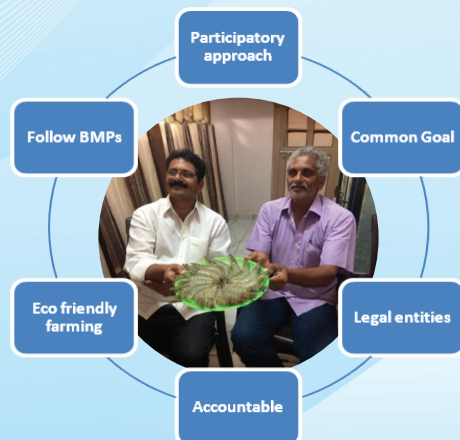 Participatory
approach
Common Goal
Legal entities
Accountable
Eco friendly
farming
Follow BMPs